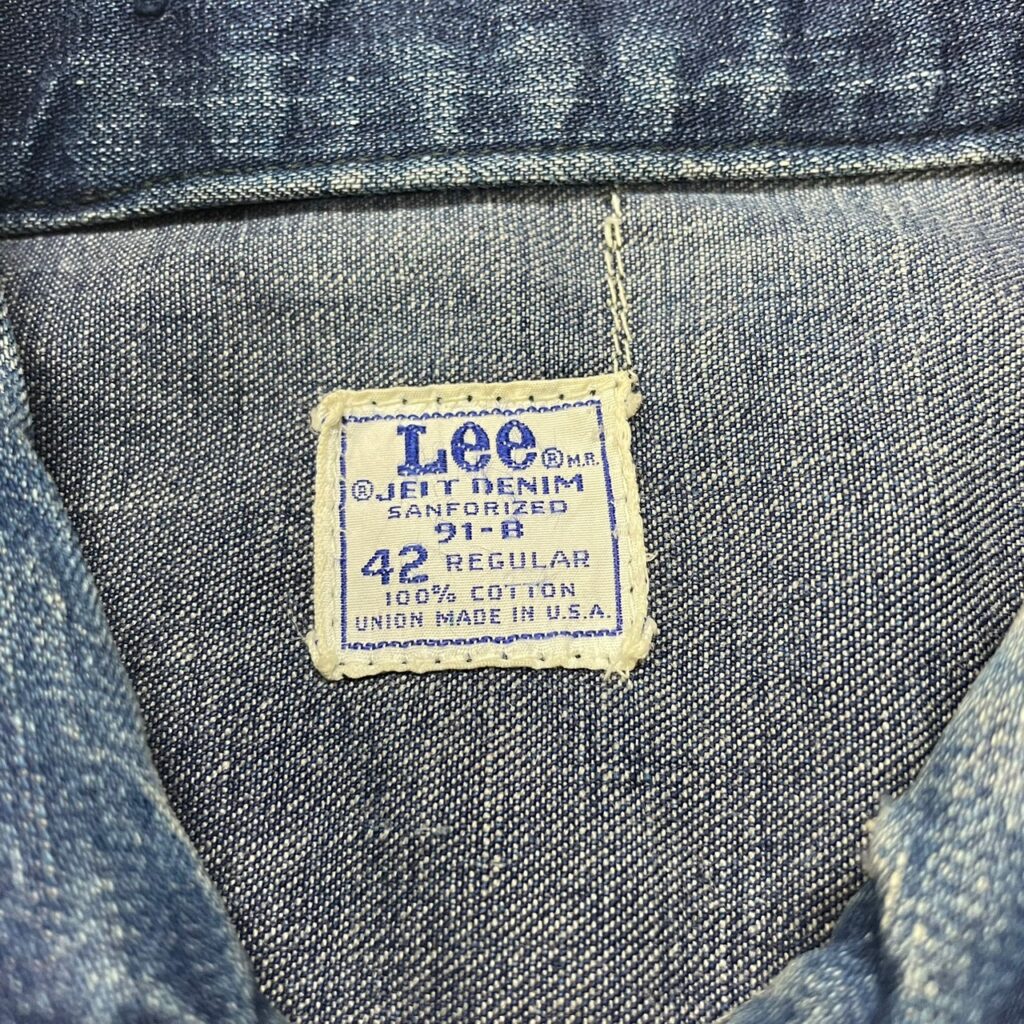 Lee® M.R.
®JELT DENIM
SANFORIZED
91-B
42 REGULAR
100% COTTON
UNION MADE IN U.S.A.